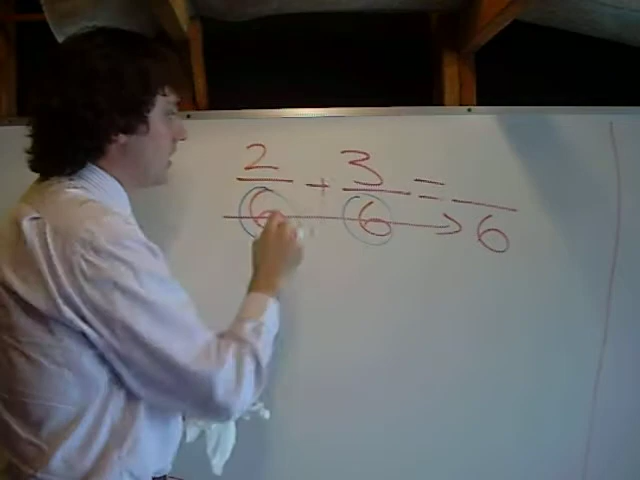 2/6 + 3/6 = /6